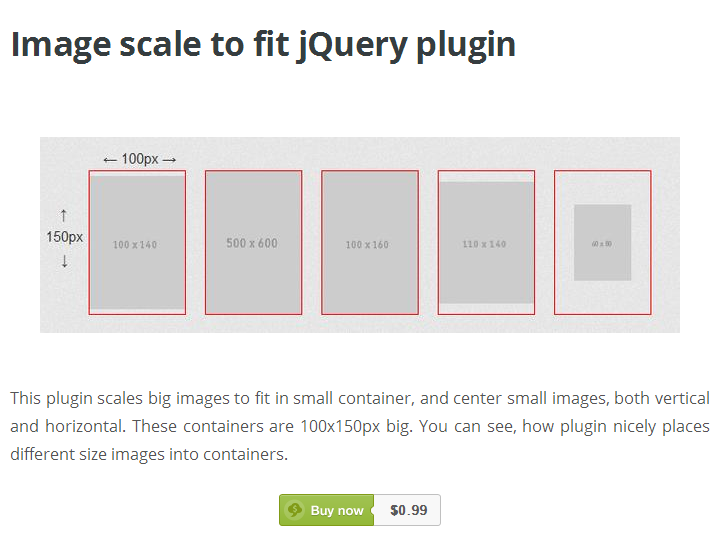 Image scale to fit jQuery plugin
← 100px →
↑
150px
↓
100 x 140
500 x 600
100 x 160
110 x 140
60 x 80
This plugin scales big images to fit in small container, and center small images, both vertical
and horizontal. These containers are 100x150px big. You can see, how plugin nicely places
different size images into containers.
Buy now $0.99